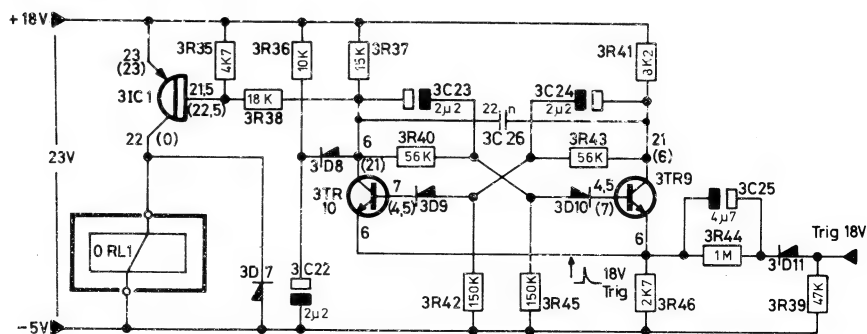 +18V
3R35
4K7
3R36
10K
3R37
15K
3R41
8K2
23
(23)
3IC1
21,5
(22,5)
18K
3R38
3C23
2µ2
3C24
2µ2
22 n
3C26
22 (0)
23V
6
(21)
3D8
3R40
56K
3R43
56K
21
(6)
3TR
10
7
(4,5)
3D9
3D10
4,5
(7)
3TR9
3C25
4µ7
6
6
3R44
1M
3D11
Trig 18V
0 RL1
3D7
3C22
2µ2
3R42
150K
150K
3R45
18V
Trig
2K7
3R46
3R39
47K
−5V